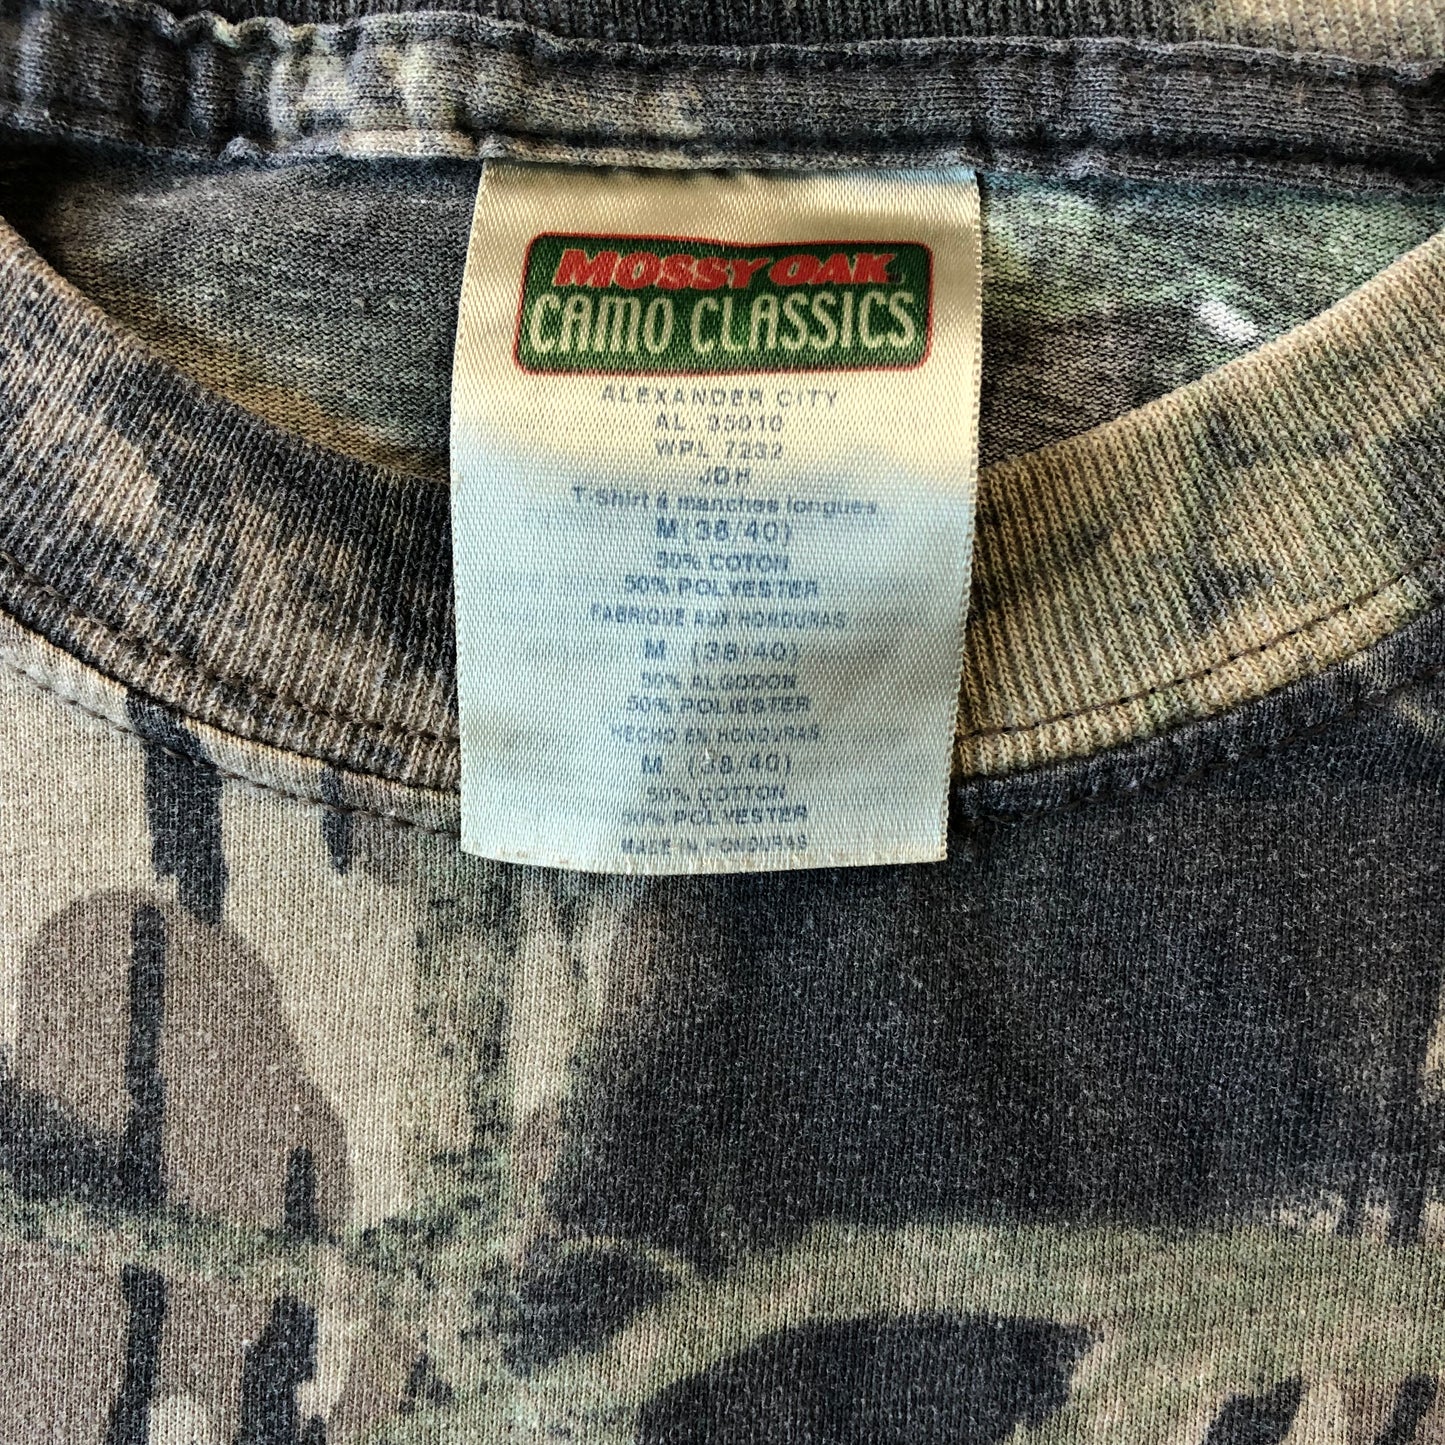 MOSSY OAK
CAMO CLASSICS
ALEXANDER CITY
AL 35010
WPL 7232
JDH
T-Shirt à manches longues
M (38/40)
50% COTON
50% POLYESTER
FABRIQUE AUX HONDURAS
M (38/40)
50% ALGODON
50% POLIESTER
HECHO EN HONDURAS
M (38/40)
50% COTTON
50% POLYESTER
MADE IN HONDURAS